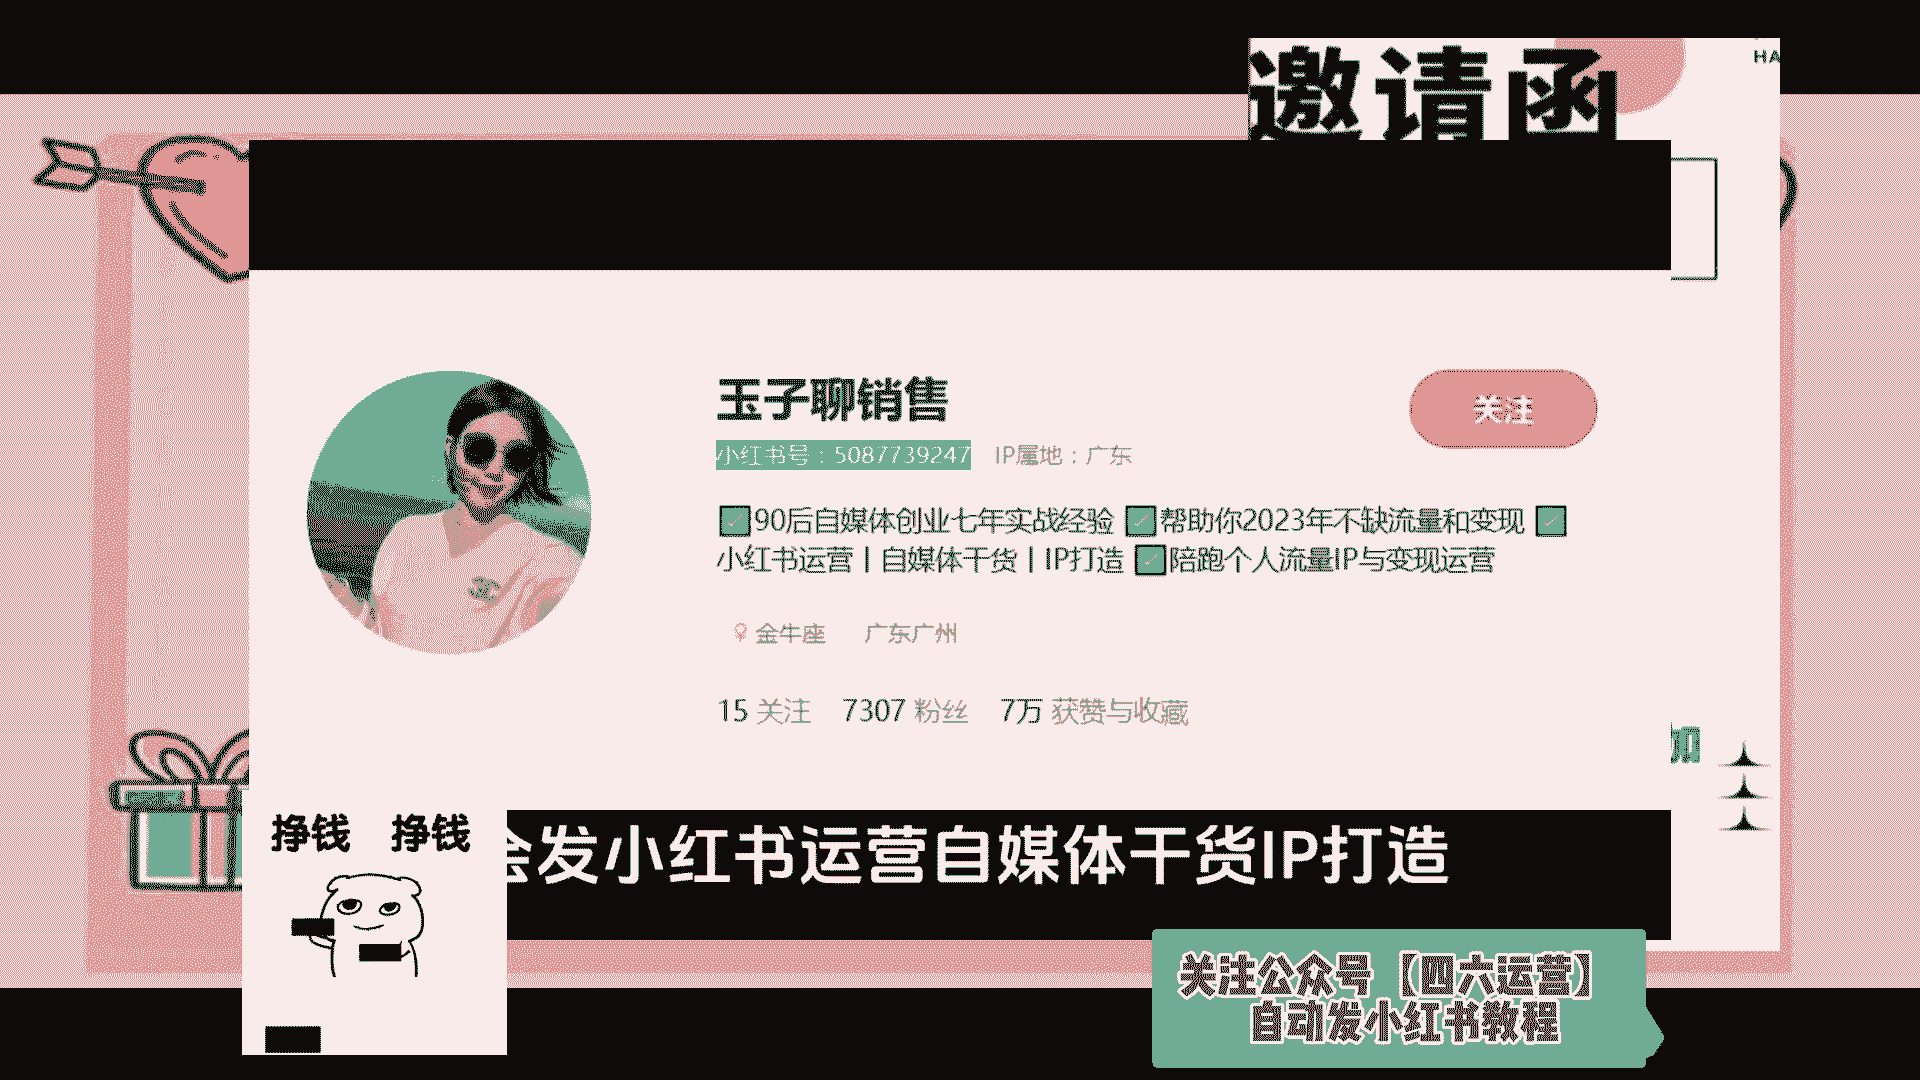 邀请函
HA
玉子聊销售
关注
小红书号：5087739247 IP属地：广东
90后自媒体创业七年实战经验 帮助你2023年不缺流量和变现
小红书运营丨自媒体干货丨IP打造 陪跑个人流量IP与变现运营
金牛座 广东广州
15 关注 7307 粉丝 7万 获赞与收藏
加
挣钱 挣钱
会发小红书运营自媒体干货IP打造
关注公众号【四六运营】
自动发小红书教程